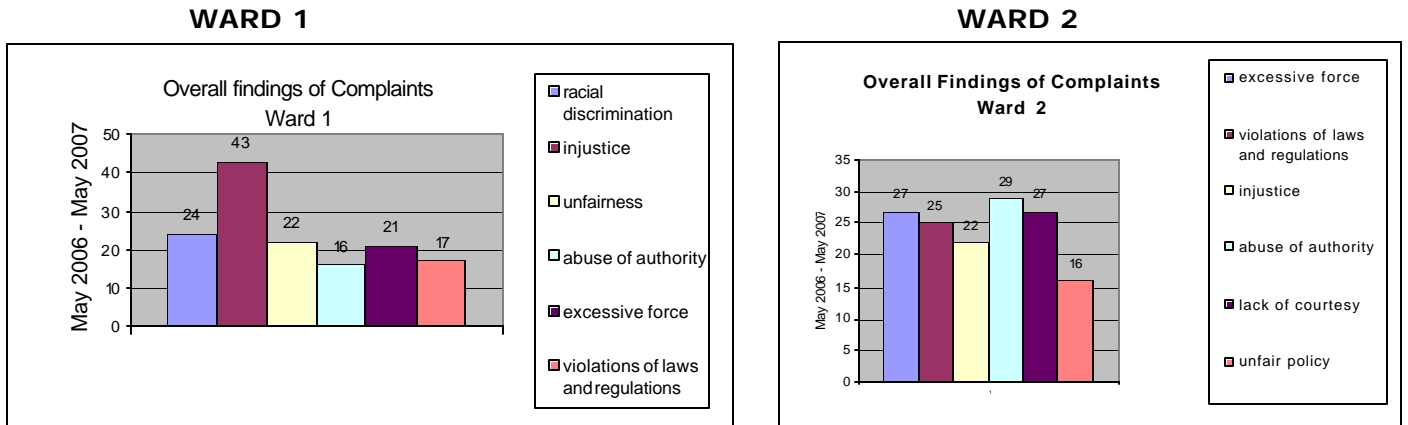 WARD 1
Overall findings of Complaints
Ward 1
May 2006 - May 2007
50
40
30
20
10
0
24
43
22
16
21
17
racial
discrimination
injustice
unfairness
abuse of authority
excessive force
violations of laws
and regulations
WARD 2
Overall Findings of Complaints
Ward 2
May 2006 - May 2007
35
30
25
20
15
10
5
0
27
25
22
29
27
16
1
excessive force
violations of laws
and regulations
injustice
abuse of authority
lack of courtesy
unfair policy